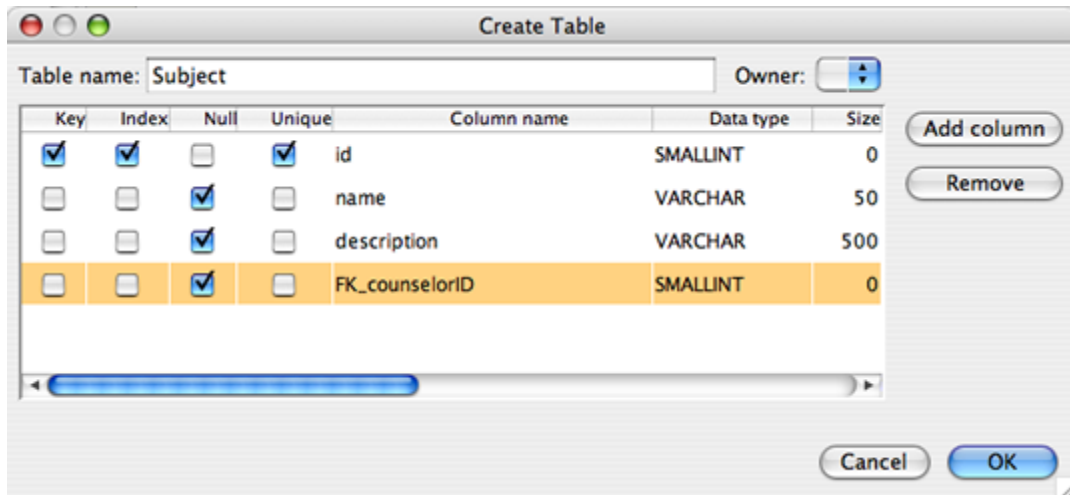 Create Table
Table name: Subject Owner:
Key Index Null Unique Column name Data type Size
Add column
id SMALLINT 0
Remove
name VARCHAR 50
description VARCHAR 500
FK_counselorID SMALLINT 0
Cancel OK